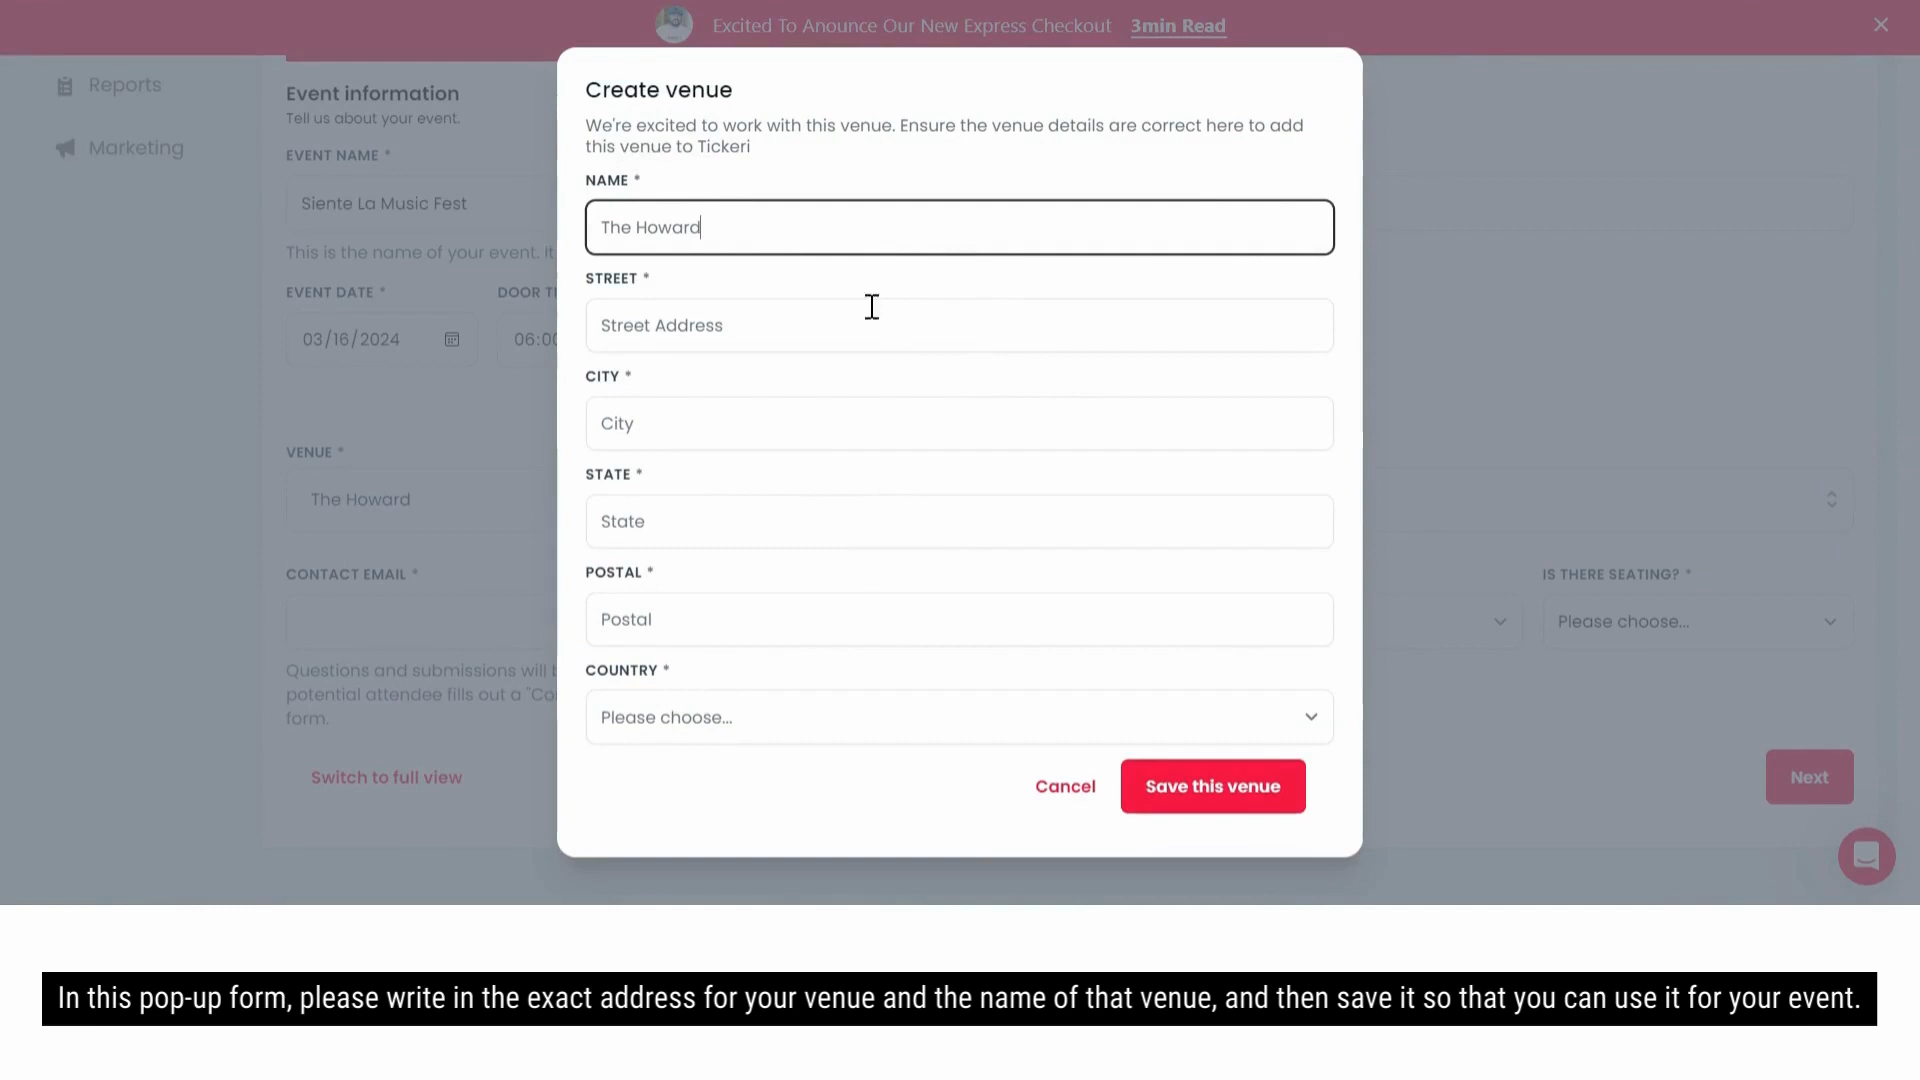 Excited To Anounce Our New Express Checkout 3min Read
Reports
Marketing
Event information
Tell us about your event.
EVENT NAME *
Siente La Music Fest
This is the name of your event. It
EVENT DATE *
DOOR TI
03/16/2024
06:00
VENUE *
The Howard
CONTACT EMAIL *
IS THERE SEATING? *
Please choose...
Questions and submissions will b
potential attendee fills out a "Co
form.
Switch to full view
Next
Create venue
We're excited to work with this venue. Ensure the venue details are correct here to add
this venue to Tickeri
NAME *
The Howard
STREET *
Street Address
CITY *
City
STATE *
State
POSTAL *
Postal
COUNTRY *
Please choose...
Cancel
Save this venue
In this pop-up form, please write in the exact address for your venue and the name of that venue, and then save it so that you can use it for your event.